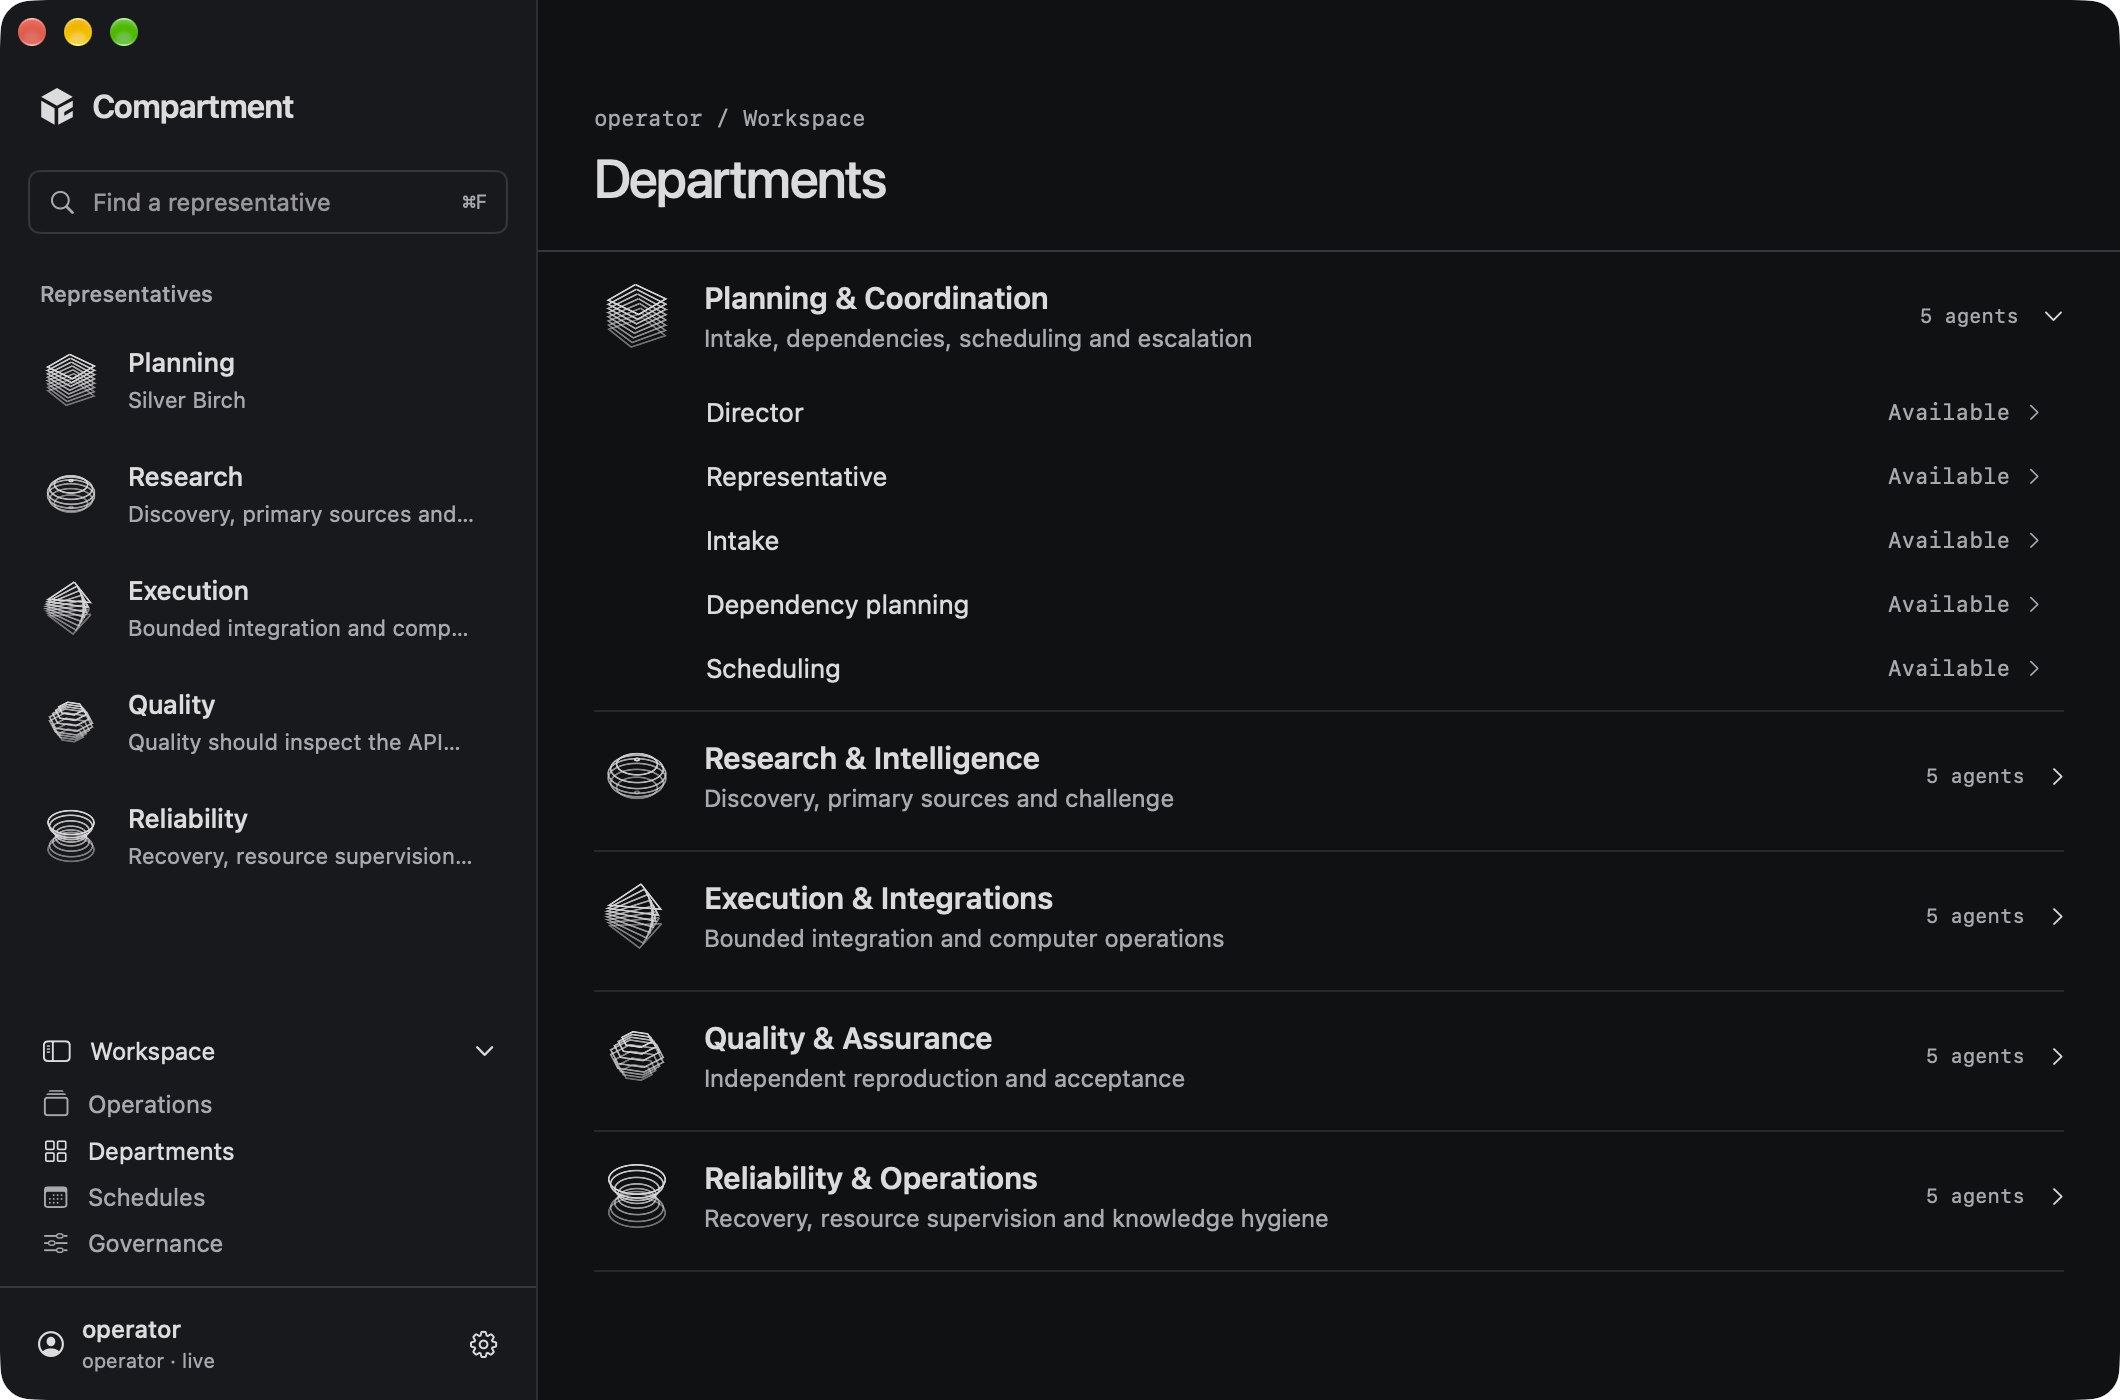 Compartment
Find a representative ⌘F
Representatives
Planning
Silver Birch
Research
Discovery, primary sources and...
Execution
Bounded integration and comp...
Quality
Quality should inspect the API...
Reliability
Recovery, resource supervision...
Workspace
Operations
Departments
Schedules
Governance
operator
operator · live
operator / Workspace
Departments
Planning & Coordination
Intake, dependencies, scheduling and escalation
5 agents
Director Available
Representative Available
Intake Available
Dependency planning Available
Scheduling Available
Research & Intelligence
Discovery, primary sources and challenge
5 agents
Execution & Integrations
Bounded integration and computer operations
5 agents
Quality & Assurance
Independent reproduction and acceptance
5 agents
Reliability & Operations
Recovery, resource supervision and knowledge hygiene
5 agents